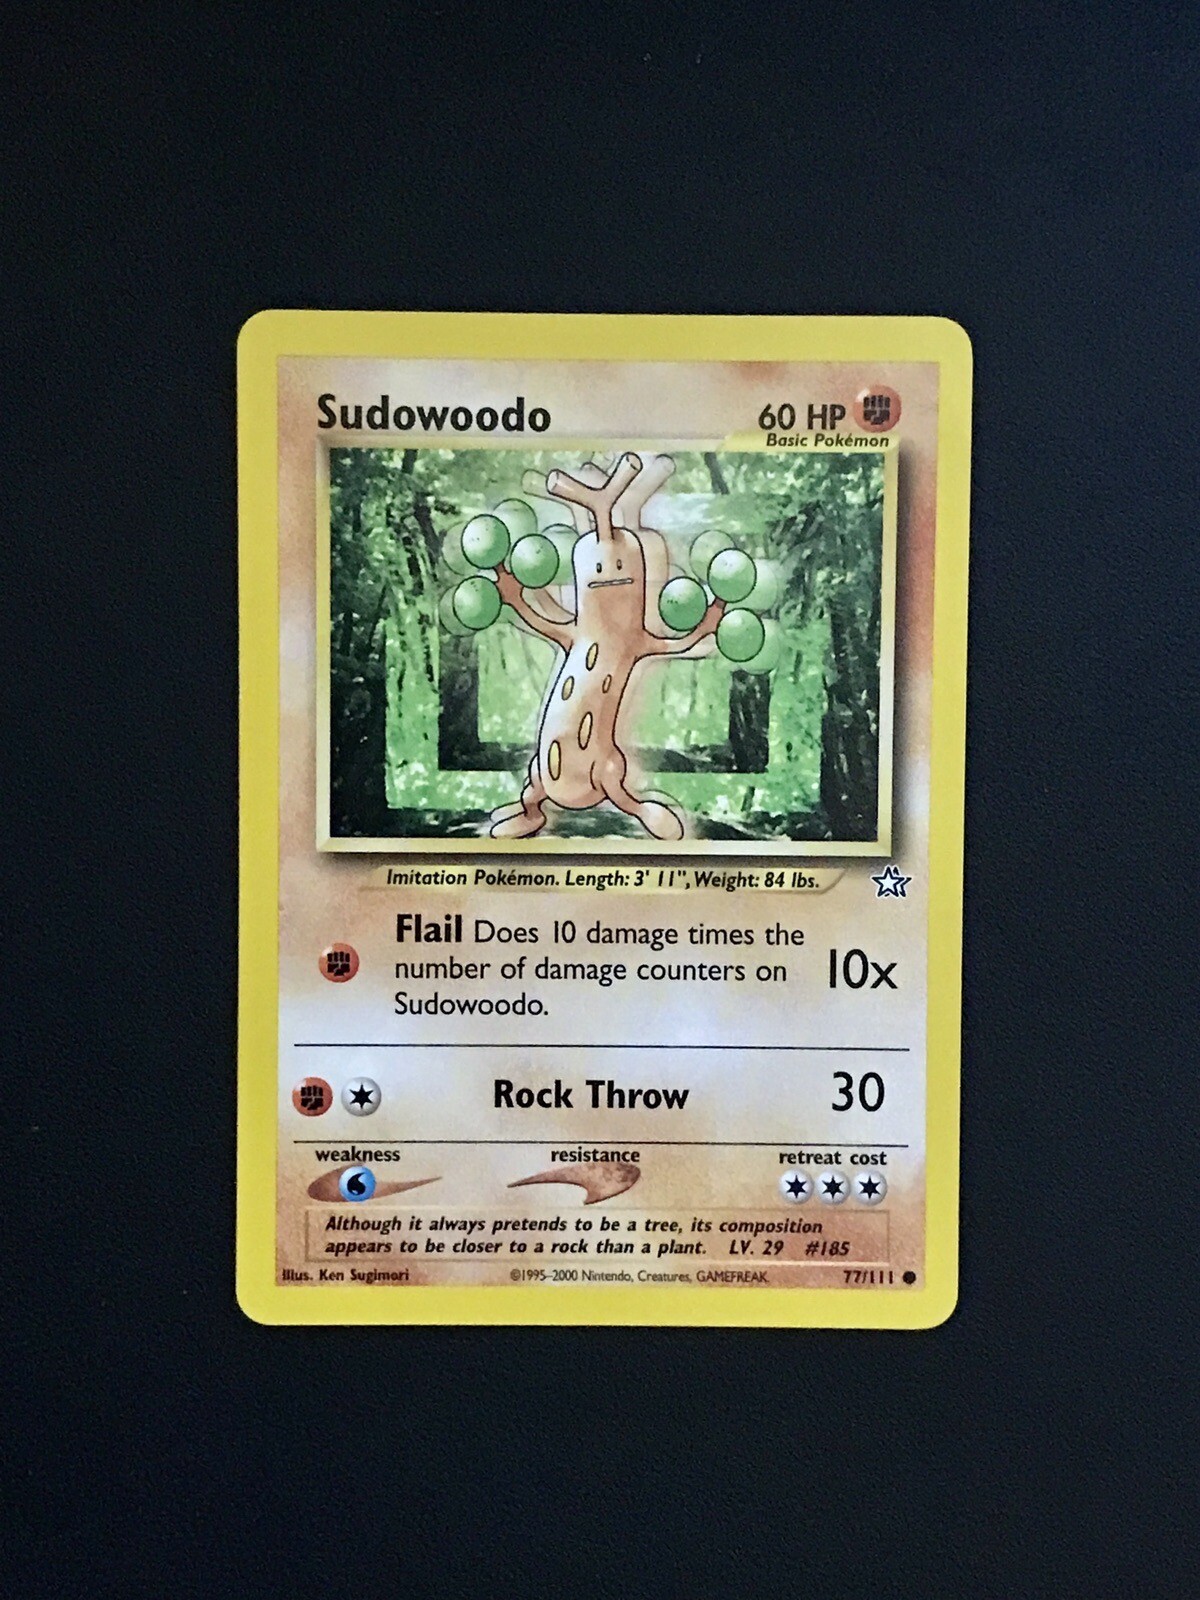 Sudowoodo
60 HP
Basic Pokémon
Imitation Pokémon. Length: 3' 11", Weight: 84 lbs.
Flail Does 10 damage times the
number of damage counters on
Sudowoodo.
10x
Rock Throw
30
weakness
resistance
retreat cost
Although it always pretends to be a tree, its composition
appears to be closer to a rock than a plant. LV. 29 #185
Illus. Ken Sugimori
©1995–2000 Nintendo, Creatures, GAMEFREAK.
77/111